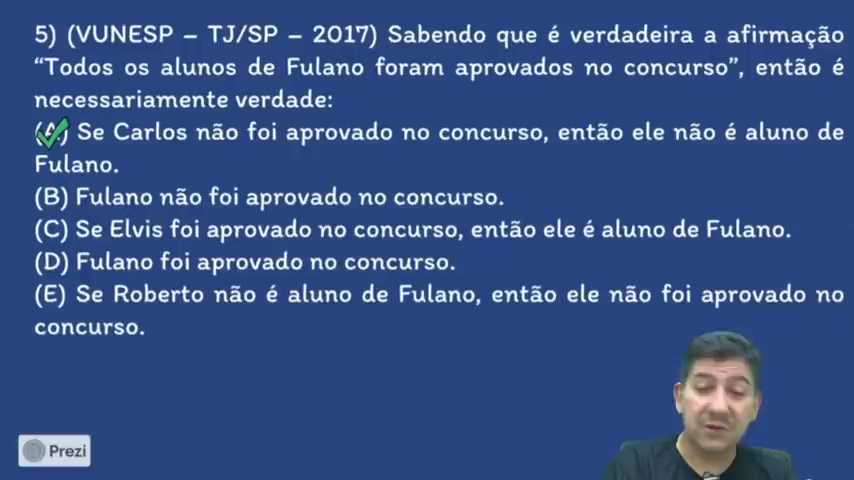 5) (VUNESP – TJ/SP – 2017) Sabendo que é verdadeira a afirmação
“Todos os alunos de Fulano foram aprovados no concurso”, então é
necessariamente verdade:
(A) Se Carlos não foi aprovado no concurso, então ele não é aluno de
Fulano.
(B) Fulano não foi aprovado no concurso.
(C) Se Elvis foi aprovado no concurso, então ele é aluno de Fulano.
(D) Fulano foi aprovado no concurso.
(E) Se Roberto não é aluno de Fulano, então ele não foi aprovado no
concurso.
Prezi